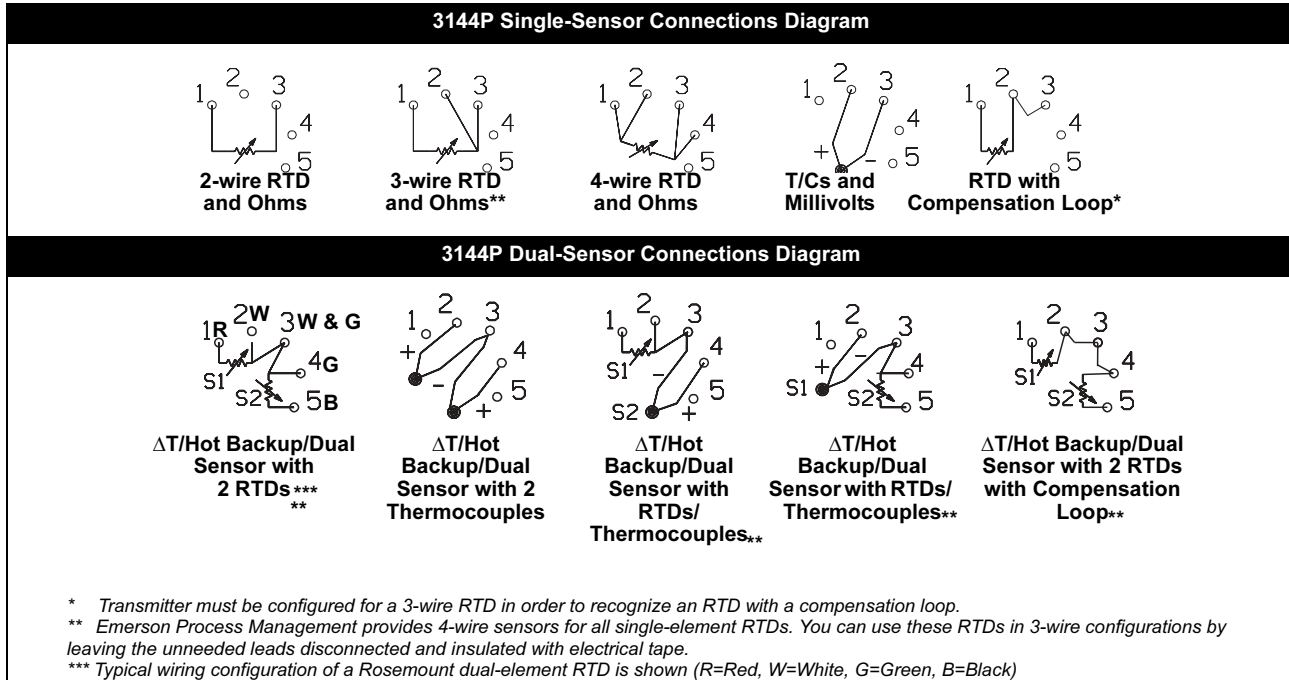 3144P Single-Sensor Connections Diagram
1 2 3 4 5
2-wire RTD
and Ohms
1 2 3 4 5
3-wire RTD
and Ohms**
1 2 3 4 5
4-wire RTD
and Ohms
1 2 3 4 5 + -
T/Cs and
Millivolts
1 2 3 4 5
RTD with
Compensation Loop*
3144P Dual-Sensor Connections Diagram
1R 2W 3W & G
4G
S1
S2 5B
ΔT/Hot Backup/Dual
Sensor with
2 RTDs ***
**
1 2 3 4 5 + - +
ΔT/Hot
Backup/Dual
Sensor with 2
Thermocouples
1 2 3 4 5 S1 - S2 +
ΔT/Hot
Backup/Dual
Sensor with
RTDs/
Thermocouples**
1 2 3 4 5 + - S1 S2
ΔT/Hot
Backup/Dual
Sensor with RTDs/
Thermocouples**
1 2 3 4 5 S1 S2
ΔT/Hot Backup/Dual
Sensor with 2 RTDs
with Compensation
Loop**
* Transmitter must be configured for a 3-wire RTD in order to recognize an RTD with a compensation loop.
** Emerson Process Management provides 4-wire sensors for all single-element RTDs. You can use these RTDs in 3-wire configurations by
leaving the unneeded leads disconnected and insulated with electrical tape.
*** Typical wiring configuration of a Rosemount dual-element RTD is shown (R=Red, W=White, G=Green, B=Black)